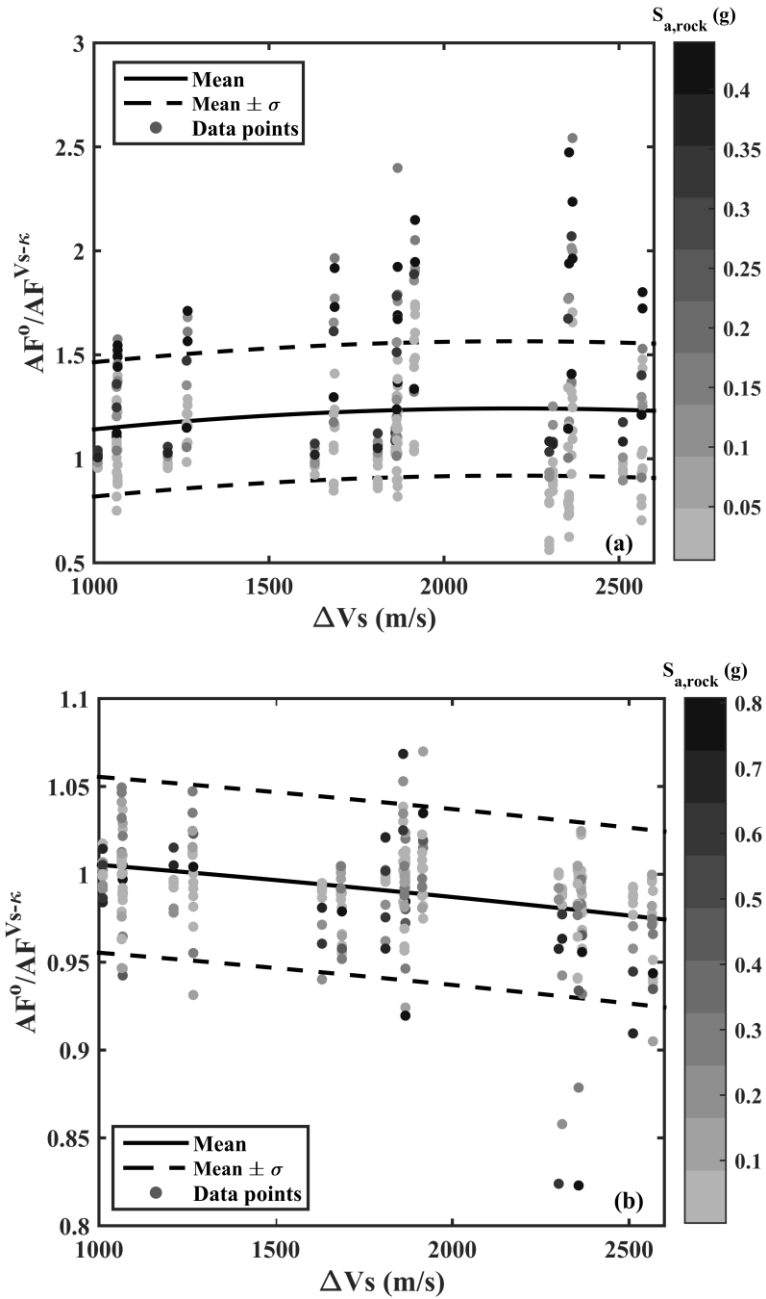 S_a,rock (g)
3
2.5
2
1.5
1
0.5
Mean
Mean ± σ
Data points
0.4
0.35
0.3
0.25
0.2
0.15
0.1
0.05
AF^o/AF^Vs-κ
(a)
1000 1500 2000 2500
ΔVs (m/s)
S_a,rock (g)
1.1
1.05
1
0.95
0.9
0.85
0.8
0.8
0.7
0.6
0.5
0.4
0.3
0.2
0.1
AF^o/AF^Vs-κ
Mean
Mean ± σ
Data points
(b)
1000 1500 2000 2500
ΔVs (m/s)